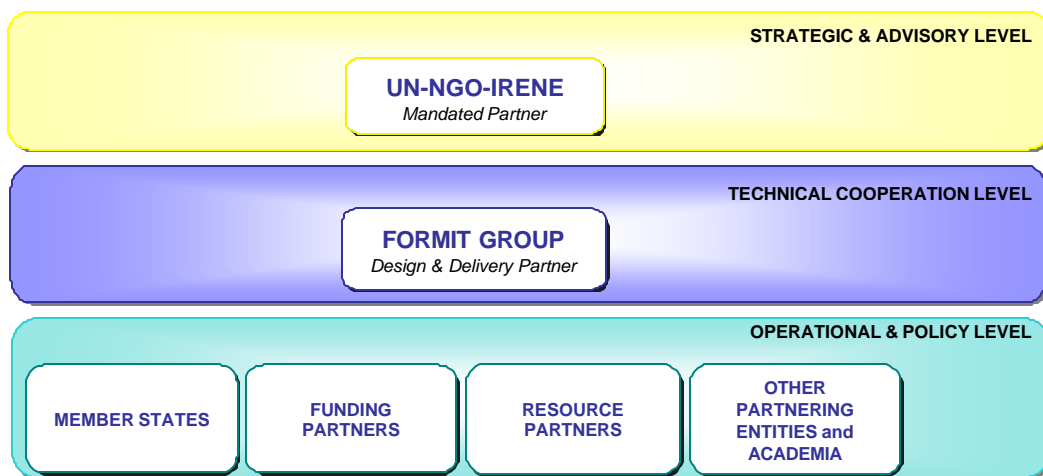 STRATEGIC & ADVISORY LEVEL
UN-NGO-IRENE
Mandated Partner
TECHNICAL COOPERATION LEVEL
FORMIT GROUP
Design & Delivery Partner
OPERATIONAL & POLICY LEVEL
MEMBER STATES
FUNDING
PARTNERS
RESOURCE
PARTNERS
OTHER
PARTNERING
ENTITIES and
ACADEMIA